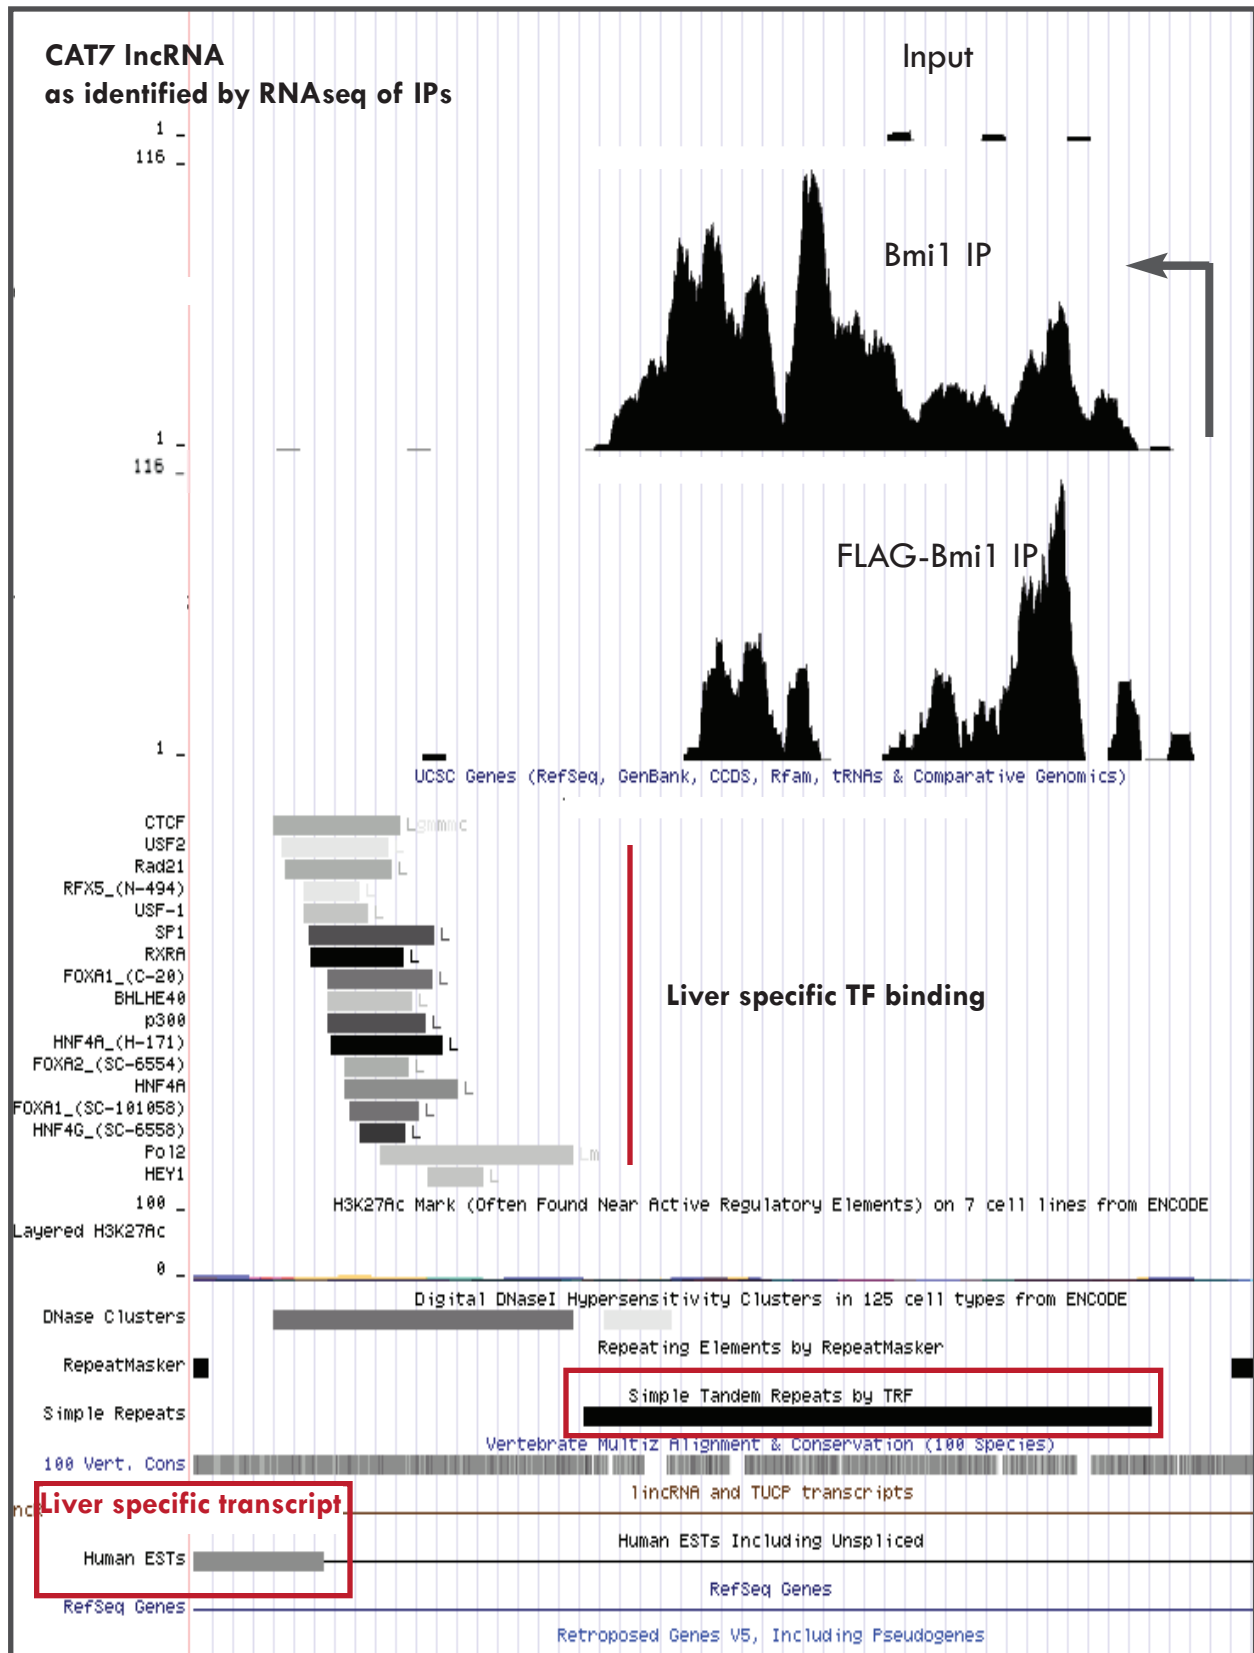 CAT7 lncRNA
as identified by RNAseq of IPs
Input
1
116
Bmi1 IP
1
116
FLAG-Bmi1 IP
1
UCSC Genes (RefSeq, GenBank, CCDS, Rfam, tRNAs & Comparative Genomics)
CTCF Lgmmmc
USF2 L
Rad21 L
RFX5_(N-494) L
USF-1 L
SP1 L
RXRA L
FOXA1_(C-20) L
BHLHE40 L
Liver specific TF binding
p300 L
HNF4A_(H-171) L
FOXA2_(SC-6554) L
HNF4A L
FOXA1_(SC-101058) L
HNF4G_(SC-6558) L
Pol2 Lm
HEY1 L
100
H3K27Ac Mark (Often Found Near Active Regulatory Elements) on 7 cell lines from ENCODE
Layered H3K27Ac
0
Digital DNaseI Hypersensitivity Clusters in 125 cell types from ENCODE
DNase Clusters
Repeating Elements by RepeatMasker
RepeatMasker
Simple Tandem Repeats by TRF
Simple Repeats
Vertebrate Multiz Alignment & Conservation (100 Species)
100 Vert. Cons
lincRNA and TUCP transcripts
Liver specific transcript
Human ESTs Including Unspliced
Human ESTs
RefSeq Genes
RefSeq Genes
Retroposed Genes V5, Including Pseudogenes